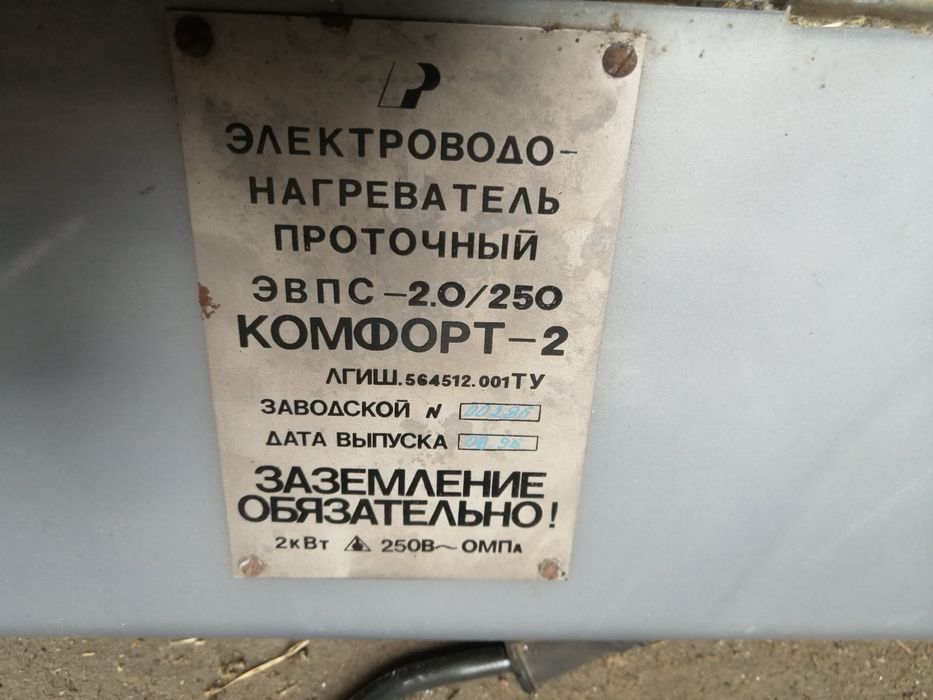 ЭЛЕКТРОВОДО-
НАГРЕВАТЕЛЬ
ПРОТОЧНЫЙ
ЭВПС-2.0/250
КОМФОРТ-2
ЛГИШ.564512.001ТУ
ЗАВОДСКОЙ N 00286
ДАТА ВЫПУСКА
ЗАЗЕМЛЕНИЕ
ОБЯЗАТЕЛЬНО!
2кВт 250В~ ОМПа